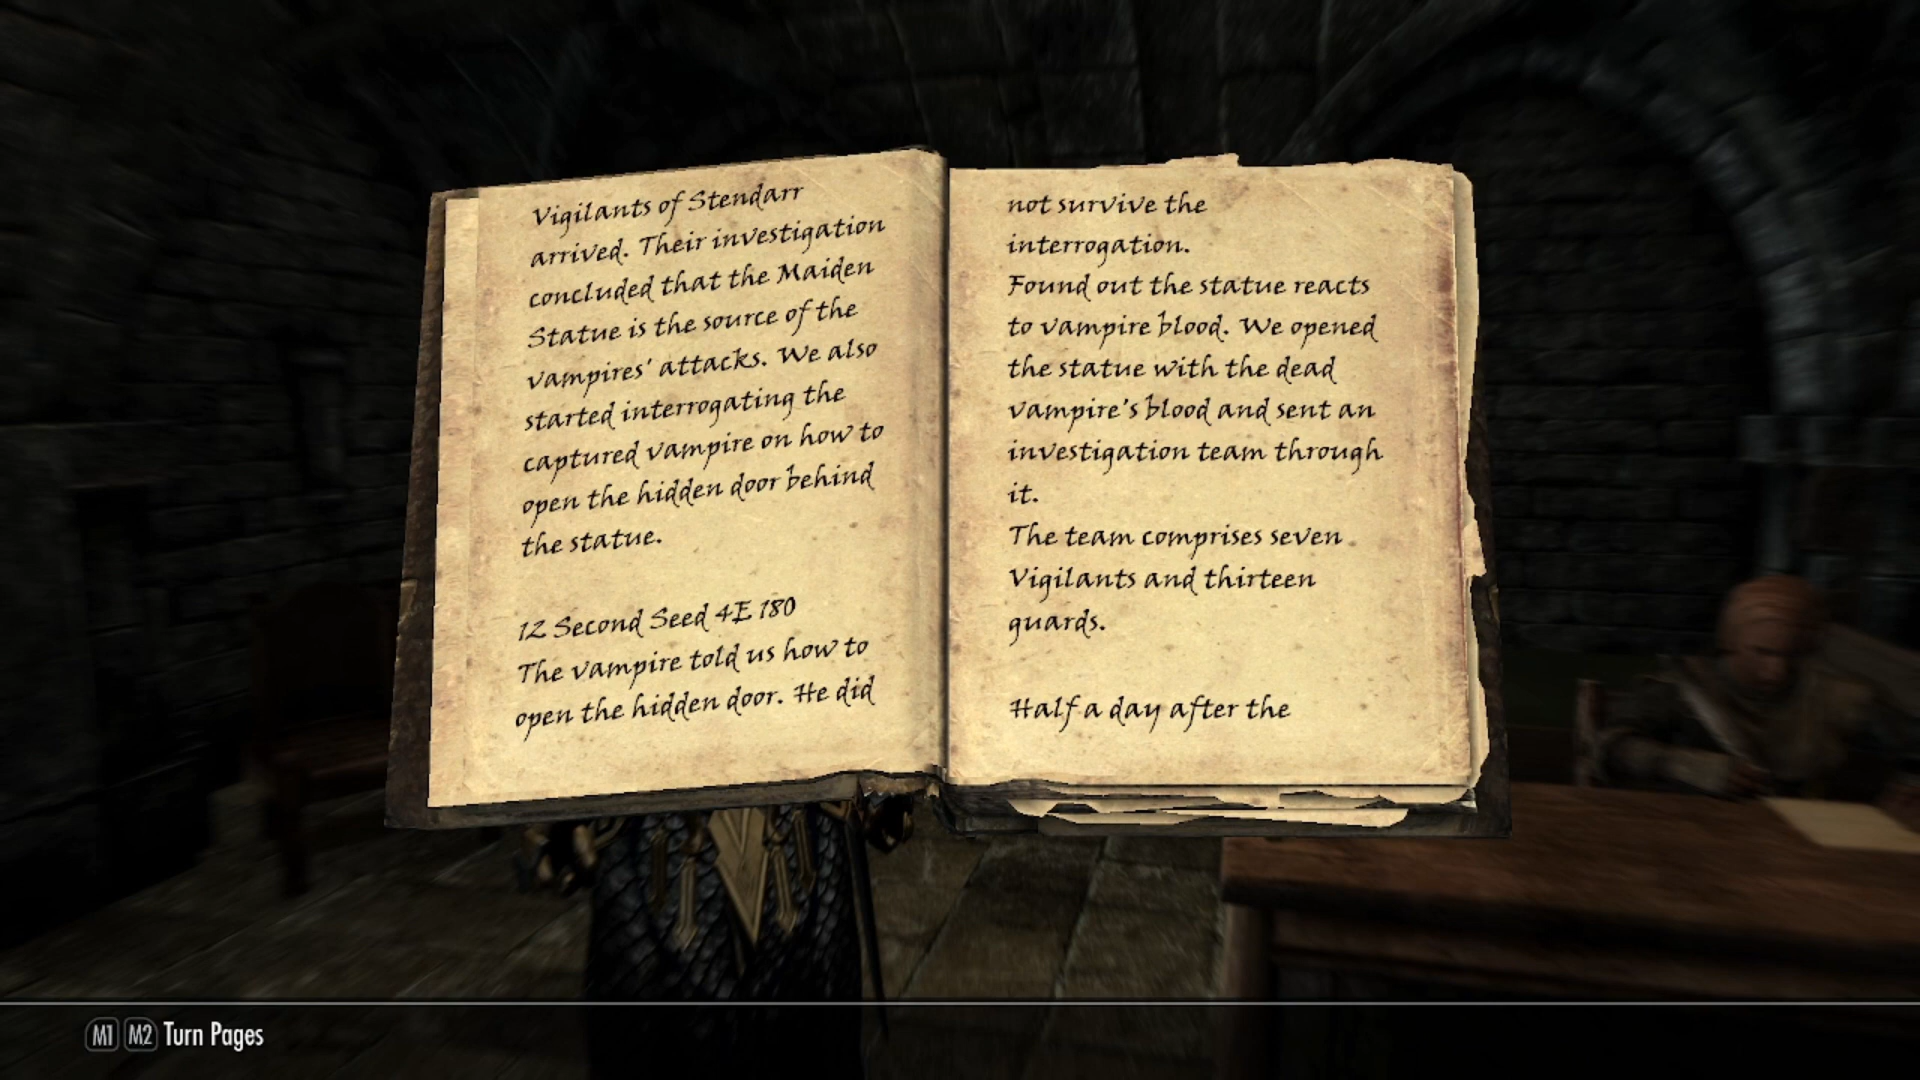 Vigilants of Stendarr
arrived. Their investigation
concluded that the Maiden
Statue is the source of the
vampires' attacks. We also
started interrogating the
captured vampire on how to
open the hidden door behind
the statue.
12 Second Seed 4E 180
The vampire told us how to
open the hidden door. He did
not survive the
interrogation.
Found out the statue reacts
to vampire blood. We opened
the statue with the dead
vampire's blood and sent an
investigation team through
it.
The team comprises seven
Vigilants and thirteen
guards.
Half a day after the
M1 M2 Turn Pages